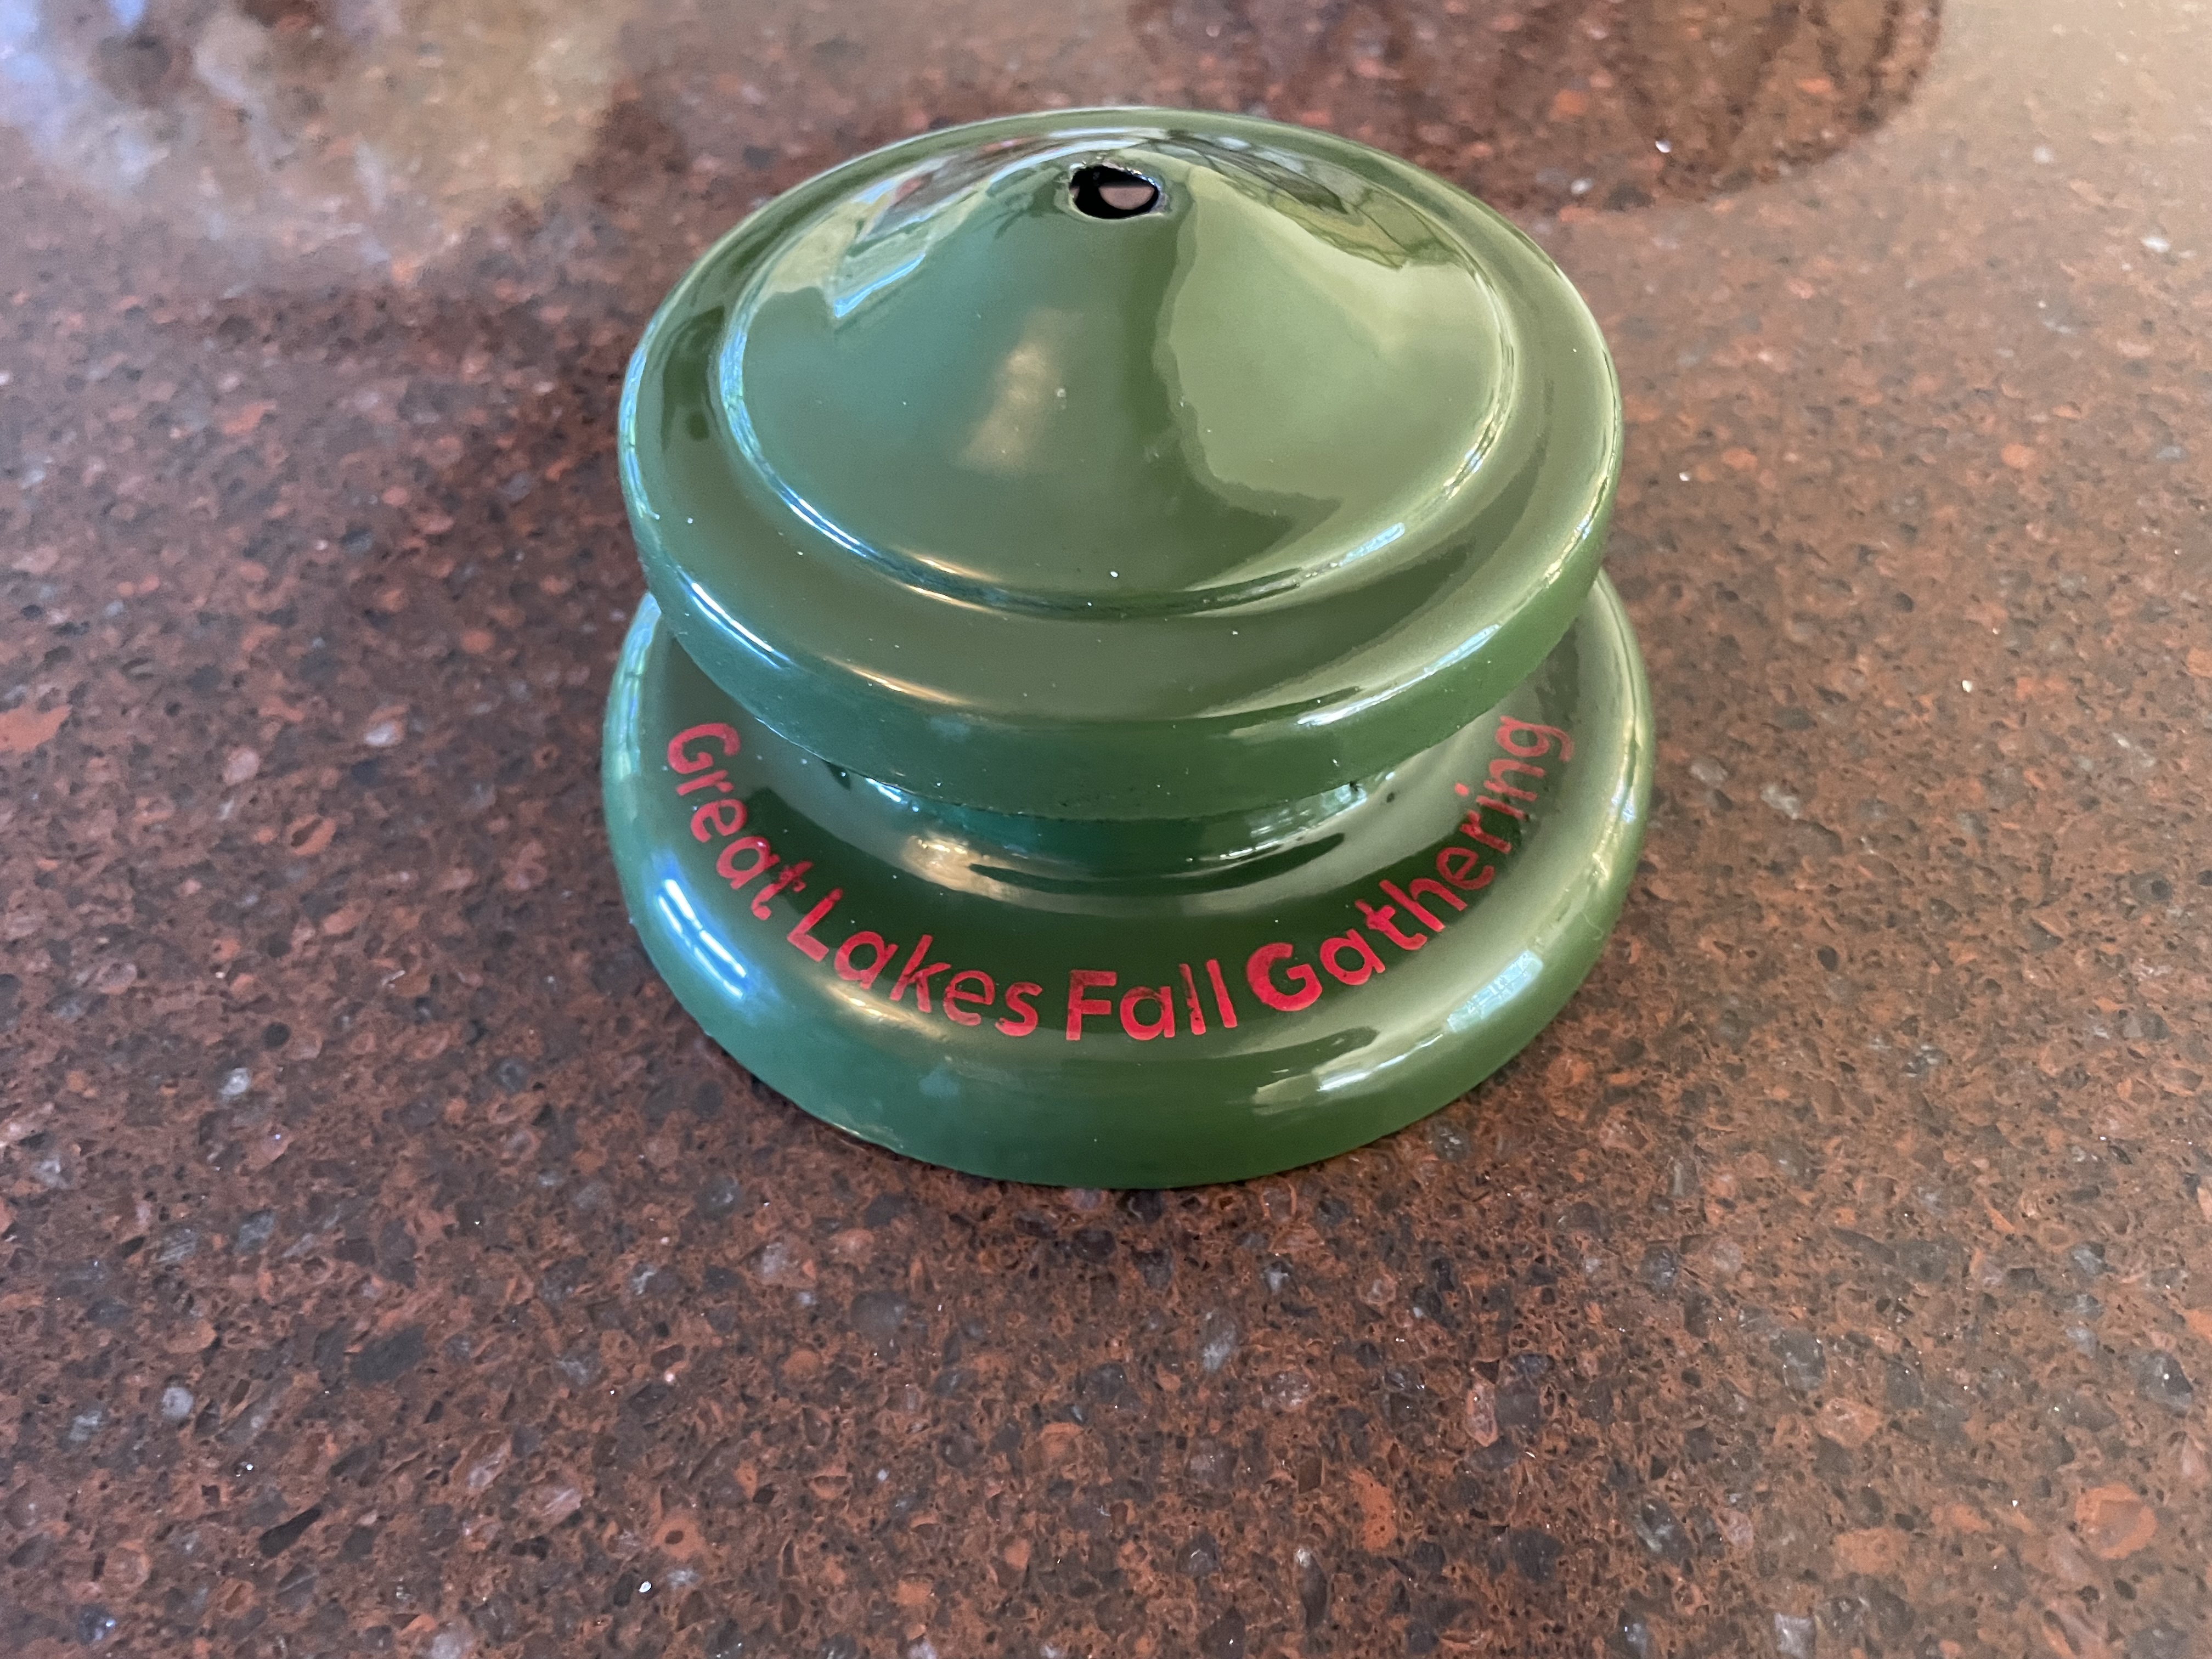 Great Lakes Fall Gathering